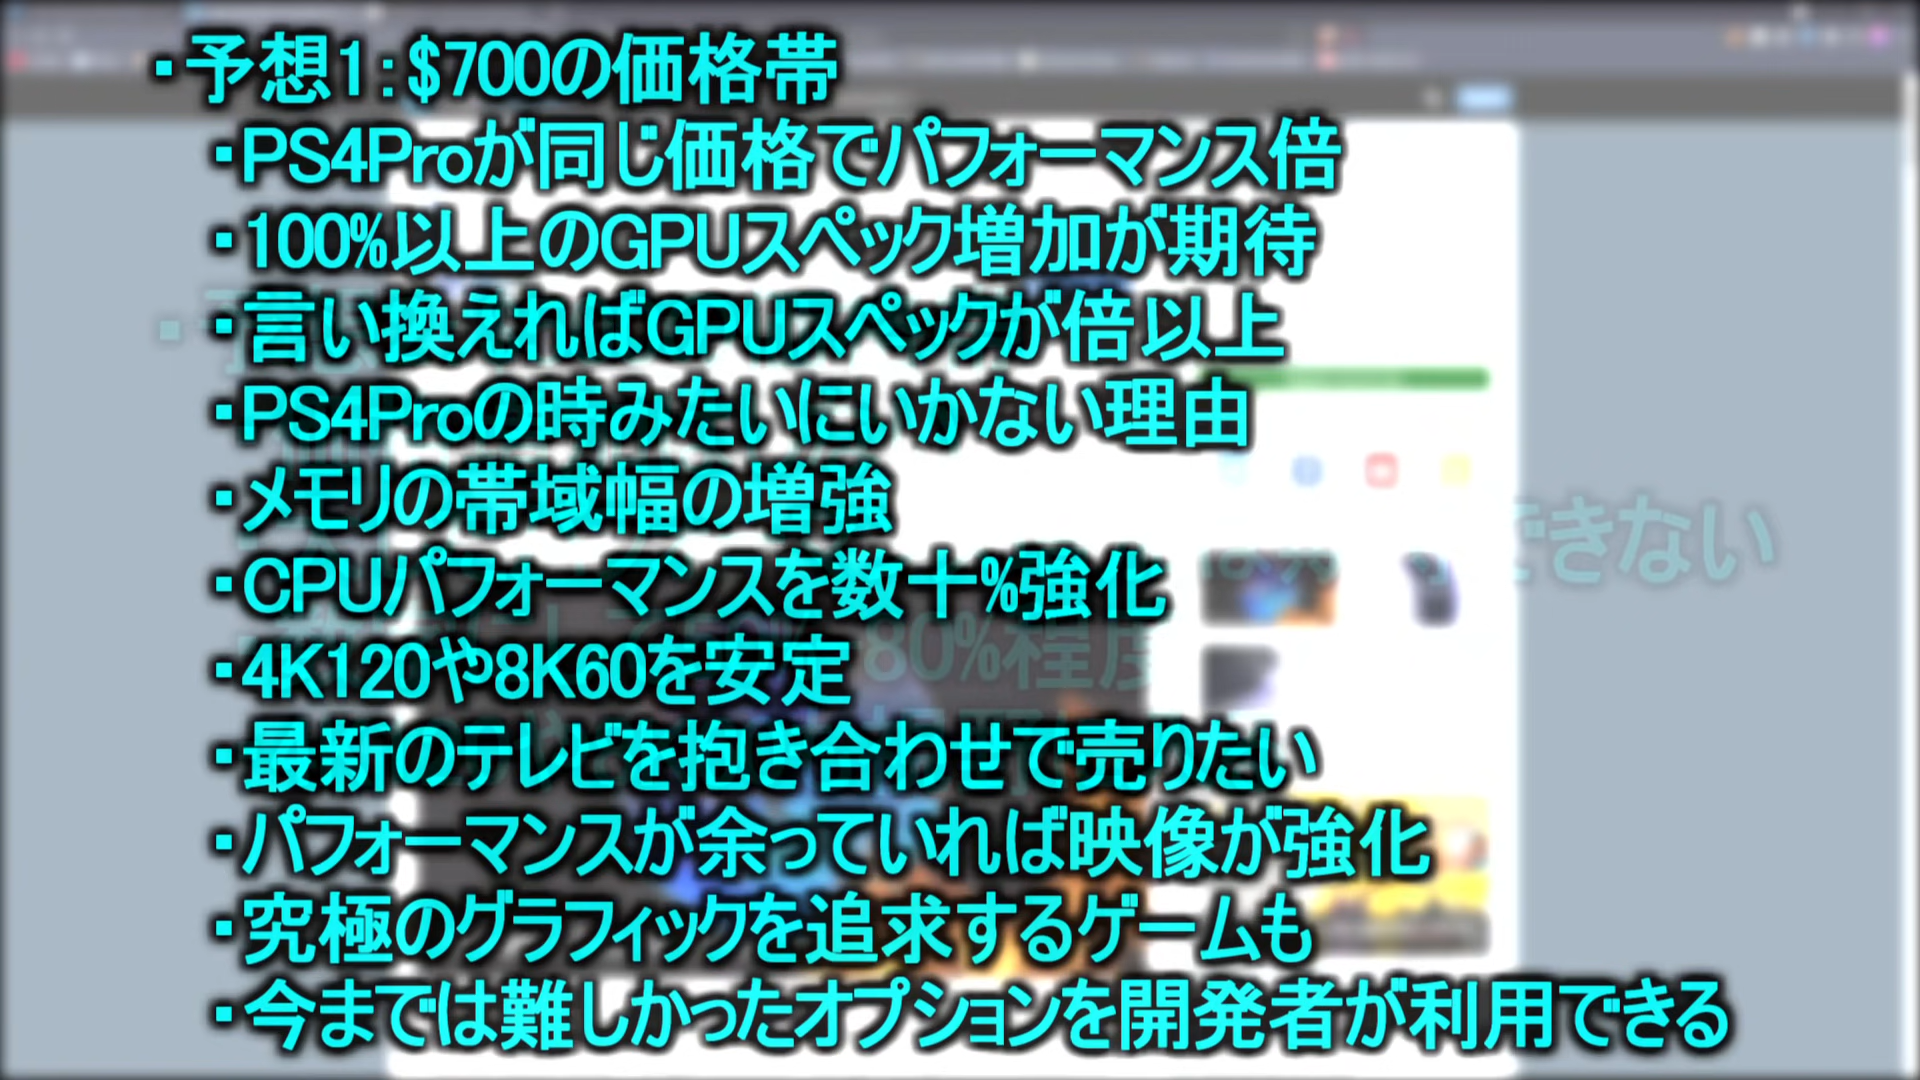 ・予想1:$700の価格帯
・PS4Proが同じ価格でパフォーマンス倍
・100%以上のGPUスペック増加が期待
・言い換えればGPUスペックが倍以上
・PS4Proの時みたいにいかない理由
・メモリの帯域幅の増強
・CPUパフォーマンスを数十%強化
・4K120や8K60を安定
・最新のテレビを抱き合わせで売りたい
・パフォーマンスが余っていれば映像が強化
・究極のグラフィックを追求するゲームも
・今までは難しかったオプションを開発者が利用できる
できない
80%程度